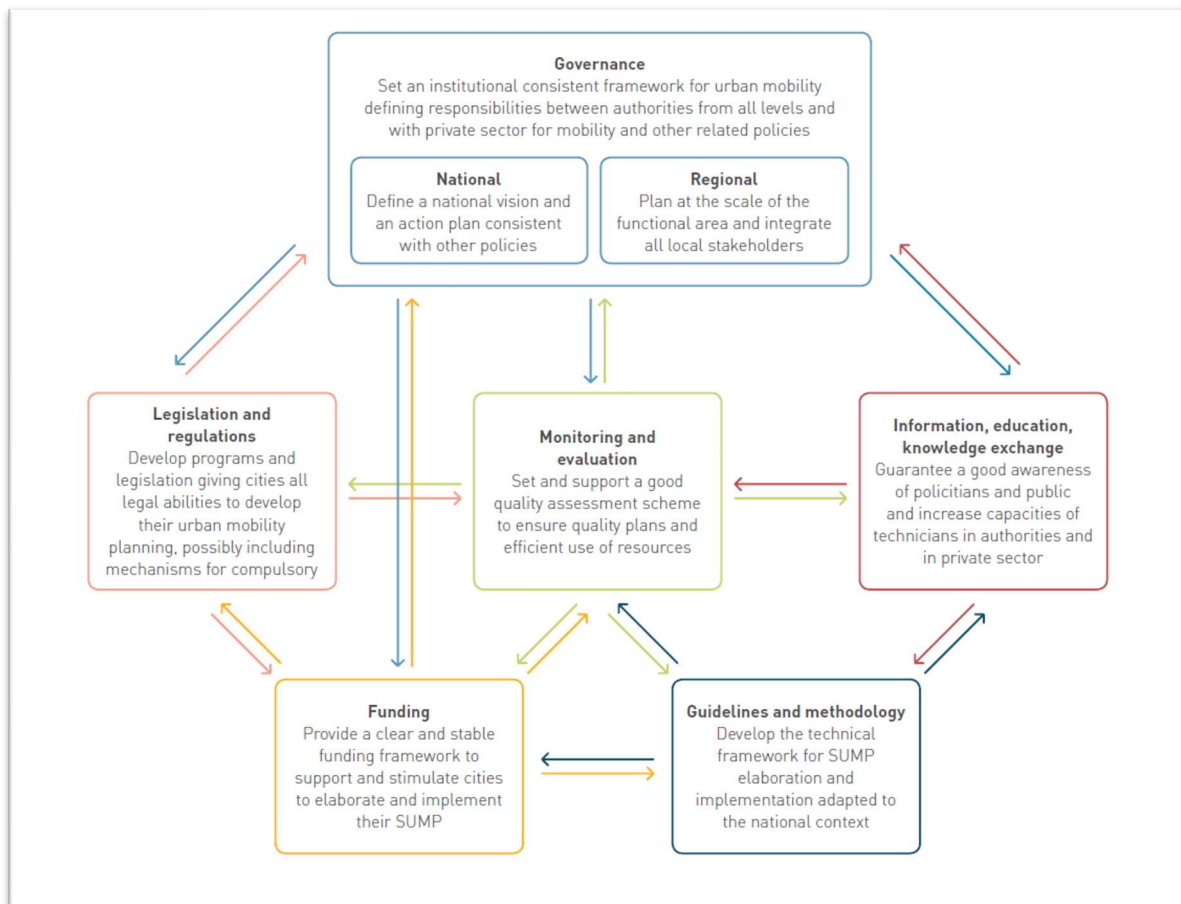 Governance
Set an institutional consistent framework for urban mobility
defining responsibilities between authorities from all levels and
with private sector for mobility and other related policies
National
Define a national vision and
an action plan consistent
with other policies
Regional
Plan at the scale of the
functional area and integrate
all local stakeholders
Legislation and
regulations
Develop programs and
legislation giving cities all
legal abilities to develop
their urban mobility
planning, possibly including
mechanisms for compulsory
Monitoring and
evaluation
Set and support a good
quality assessment scheme
to ensure quality plans and
efficient use of resources
Information, education,
knowledge exchange
Guarantee a good awareness
of policitians and public
and increase capacities of
technicians in authorities and
in private sector
Funding
Provide a clear and stable
funding framework to
support and stimulate cities
to elaborate and implement
their SUMP
Guidelines and methodology
Develop the technical
framework for SUMP
elaboration and
implementation adapted to
the national context